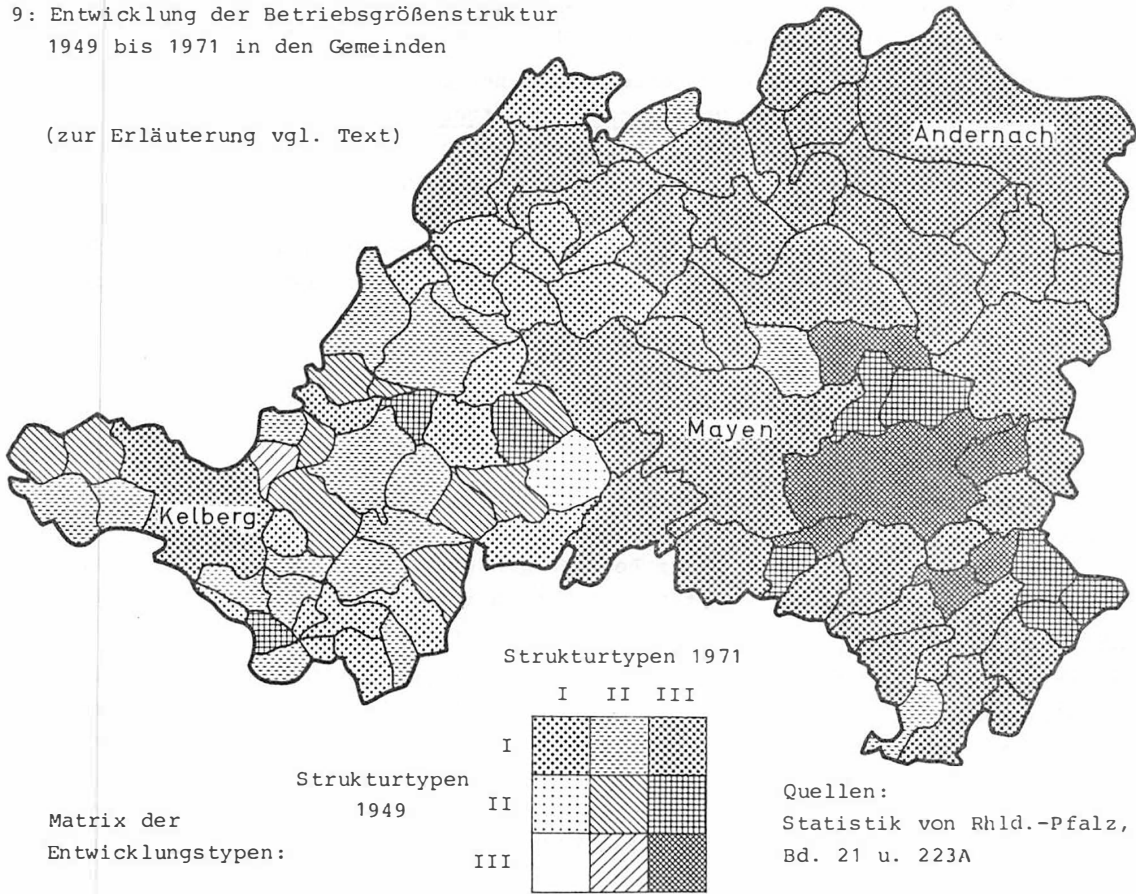 9: Entwicklung der Betriebsgrößenstruktur
1949 bis 1971 in den Gemeinden
(zur Erläuterung vgl. Text)
Andernach
Mayen
Kelberg
Strukturtypen 1971
I II III
I
Strukturtypen
1949
II
III
Matrix der
Entwicklungstypen:
Quellen:
Statistik von Rhld.-Pfalz,
Bd. 21 u. 223A